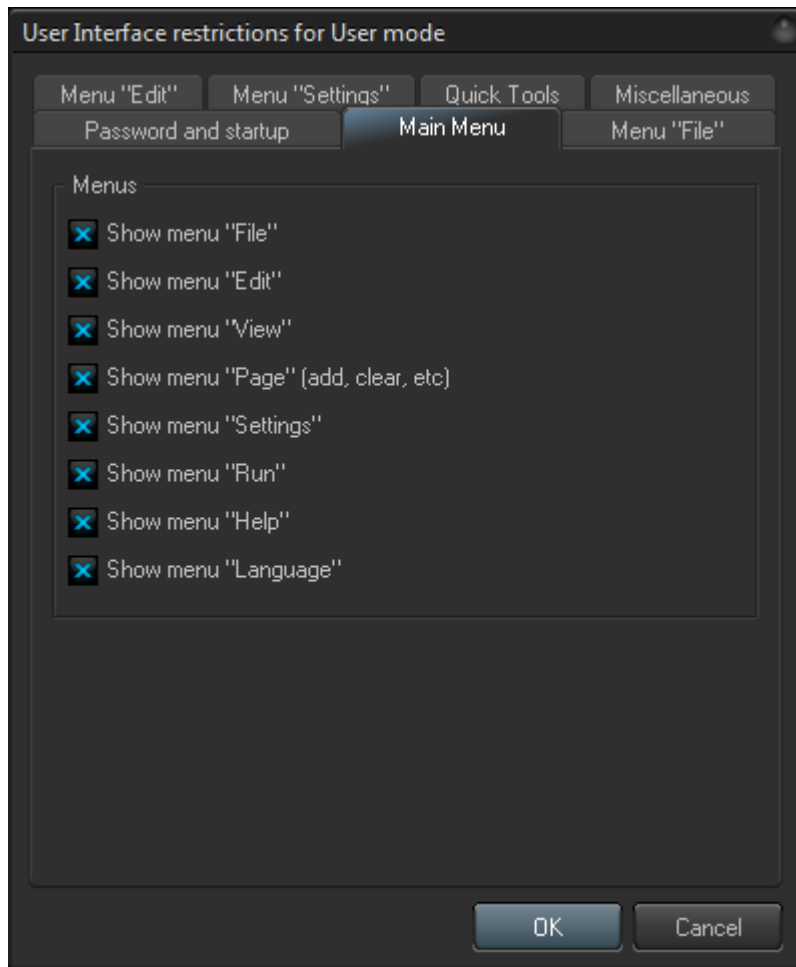 User Interface restrictions for User mode
Menu "Edit" Menu "Settings" Quick Tools Miscellaneous
Password and startup Main Menu Menu "File"
Menus
Show menu "File"
Show menu "Edit"
Show menu "View"
Show menu "Page" (add, clear, etc)
Show menu "Settings"
Show menu "Run"
Show menu "Help"
Show menu "Language"
OK Cancel